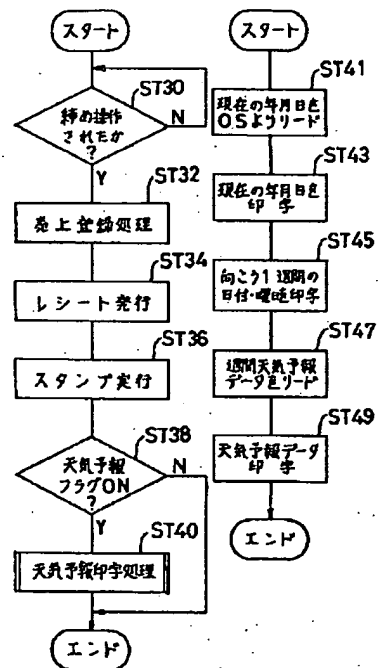 スタート
ST30
締め操作
されたか
?
N
Y
ST32
売上登録処理
ST34
レシート発行
ST36
スタンプ実行
ST38
天気予報
フラグON
?
N
Y
ST40
天気予報印字処理
エンド
スタート
ST41
現在の年月日を
OSよりリード
ST43
現在の年月日を
印字
ST45
向こう1週間の
日付・曜日印字
ST47
週間天気予報
データをリード
ST49
天気予報データ
印字
エンド